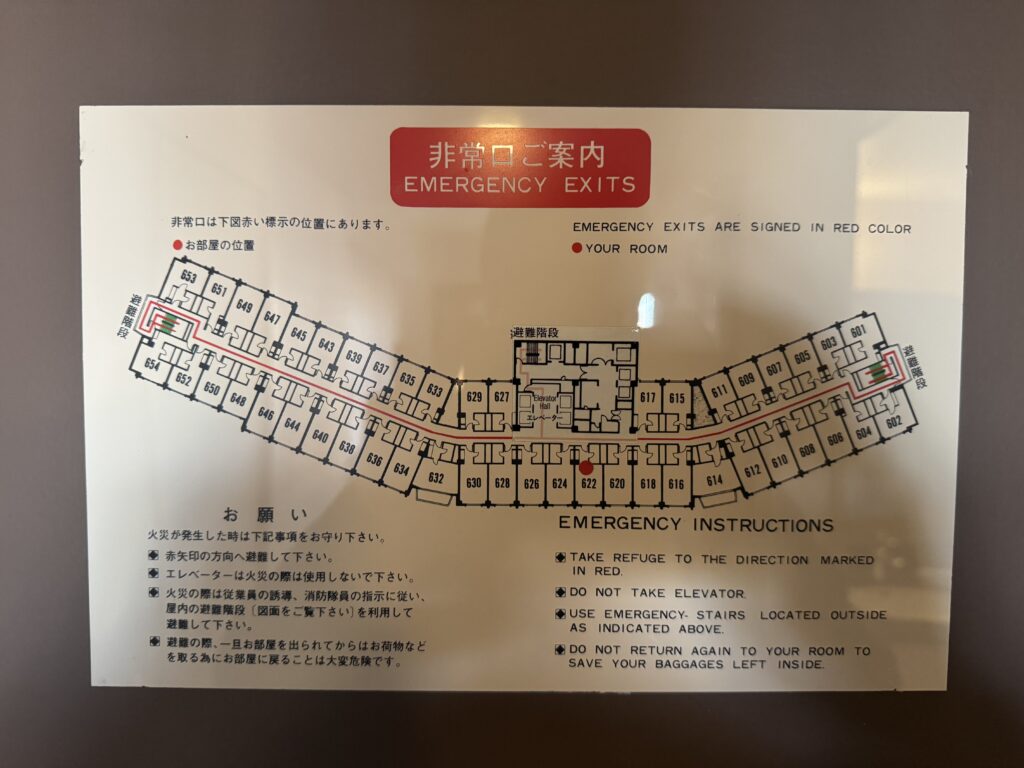 非常口ご案内
EMERGENCY EXITS
非常口は下図赤い標示の位置にあります。
お部屋の位置
EMERGENCY EXITS ARE SIGNED IN RED COLOR
YOUR ROOM
避難階段
653 651 649 647 645 643 639 637 635 633 629 627
避難階段
Elevator
Hall
エレベーター
617 615 611 609 607 605 603 601
避難階段
654 652 650 648 646 644 640 638 636 634 632 630 628 626 624 622 620 618 616 614 612 610 608 606 604 602
お願い
火災が発生した時は下記事項をお守り下さい。
赤矢印の方向へ避難して下さい。
エレベーターは火災の際は使用しないで下さい。
火災の際は従業員の誘導、消防隊員の指示に従い、
屋内の避難階段〔図面をご覧下さい〕を利用して
避難して下さい。
避難の際、一旦お部屋を出られてからはお荷物など
を取る為にお部屋に戻ることは大変危険です。
EMERGENCY INSTRUCTIONS
TAKE REFUGE TO THE DIRECTION MARKED
IN RED.
DO NOT TAKE ELEVATOR.
USE EMERGENCY- STAIRS LOCATED OUTSIDE
AS INDICATED ABOVE.
DO NOT RETURN AGAIN TO YOUR ROOM TO
SAVE YOUR BAGGAGES LEFT INSIDE.